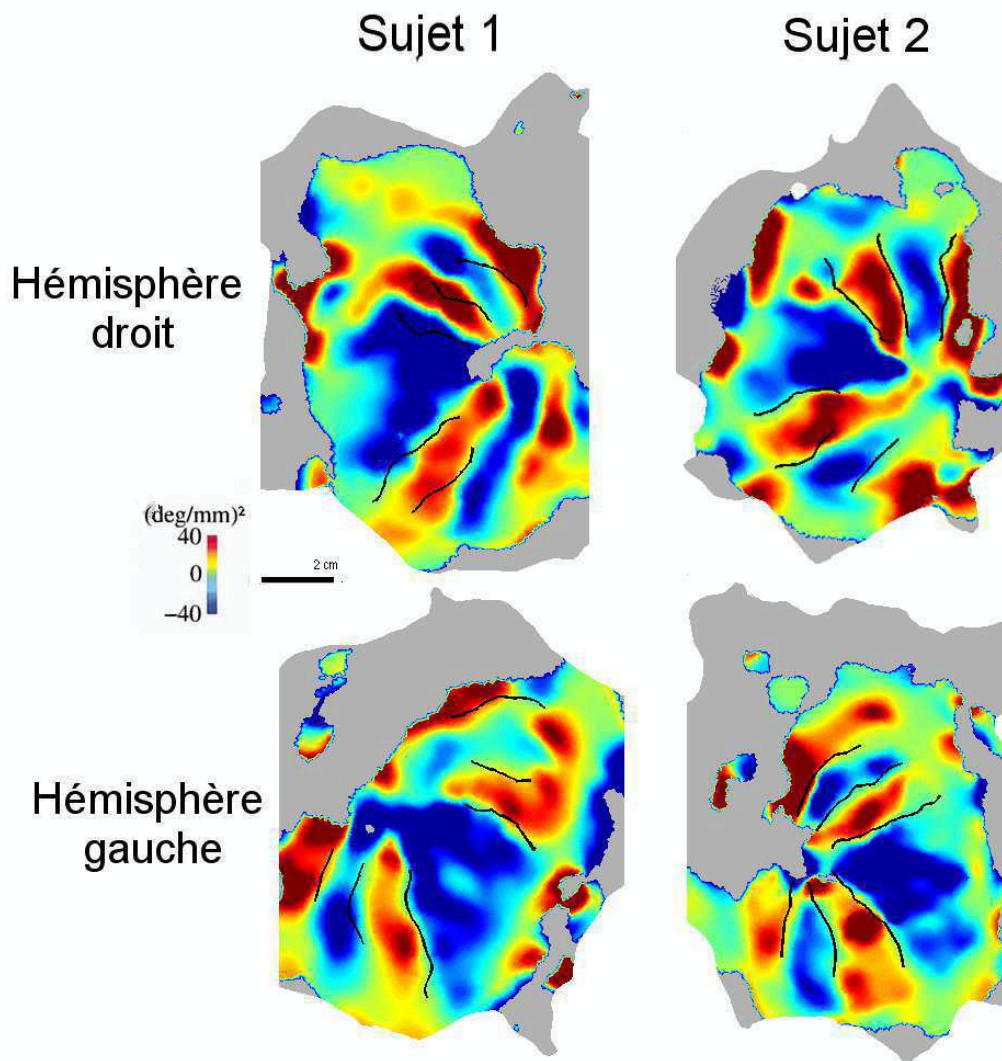 Sujet 1
Sujet 2
Hémisphère
droit
(deg/mm)²
40
0
−40
2 cm
Hémisphère
gauche